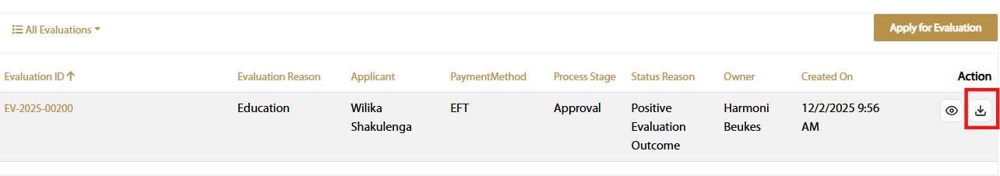 All Evaluations
Apply for Evaluation
Evaluation ID Evaluation Reason Applicant PaymentMethod Process Stage Status Reason Owner Created On Action
EV-2025-00200 Education Wilika EFT Approval Positive Harmoni 12/2/2025 9:56
Shakulenga Evaluation Beukes AM
Outcome